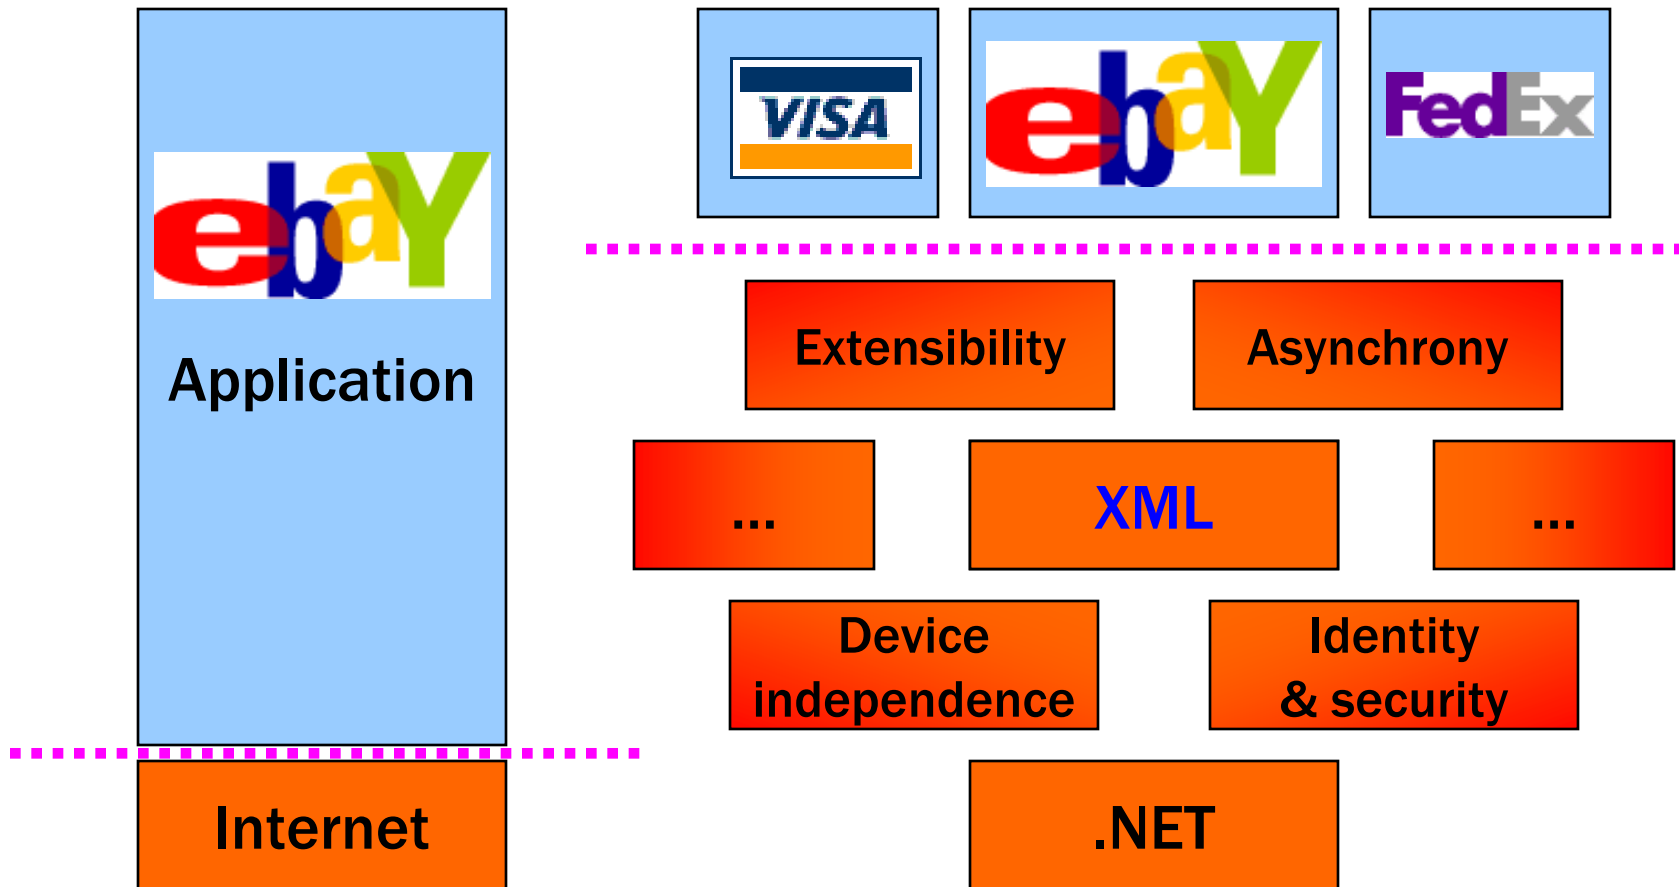 ebaY
Application
Internet
VISA
ebaY
FedEx
Extensibility
Asynchrony
...
XML
...
Device
independence
Identity
& security
.NET